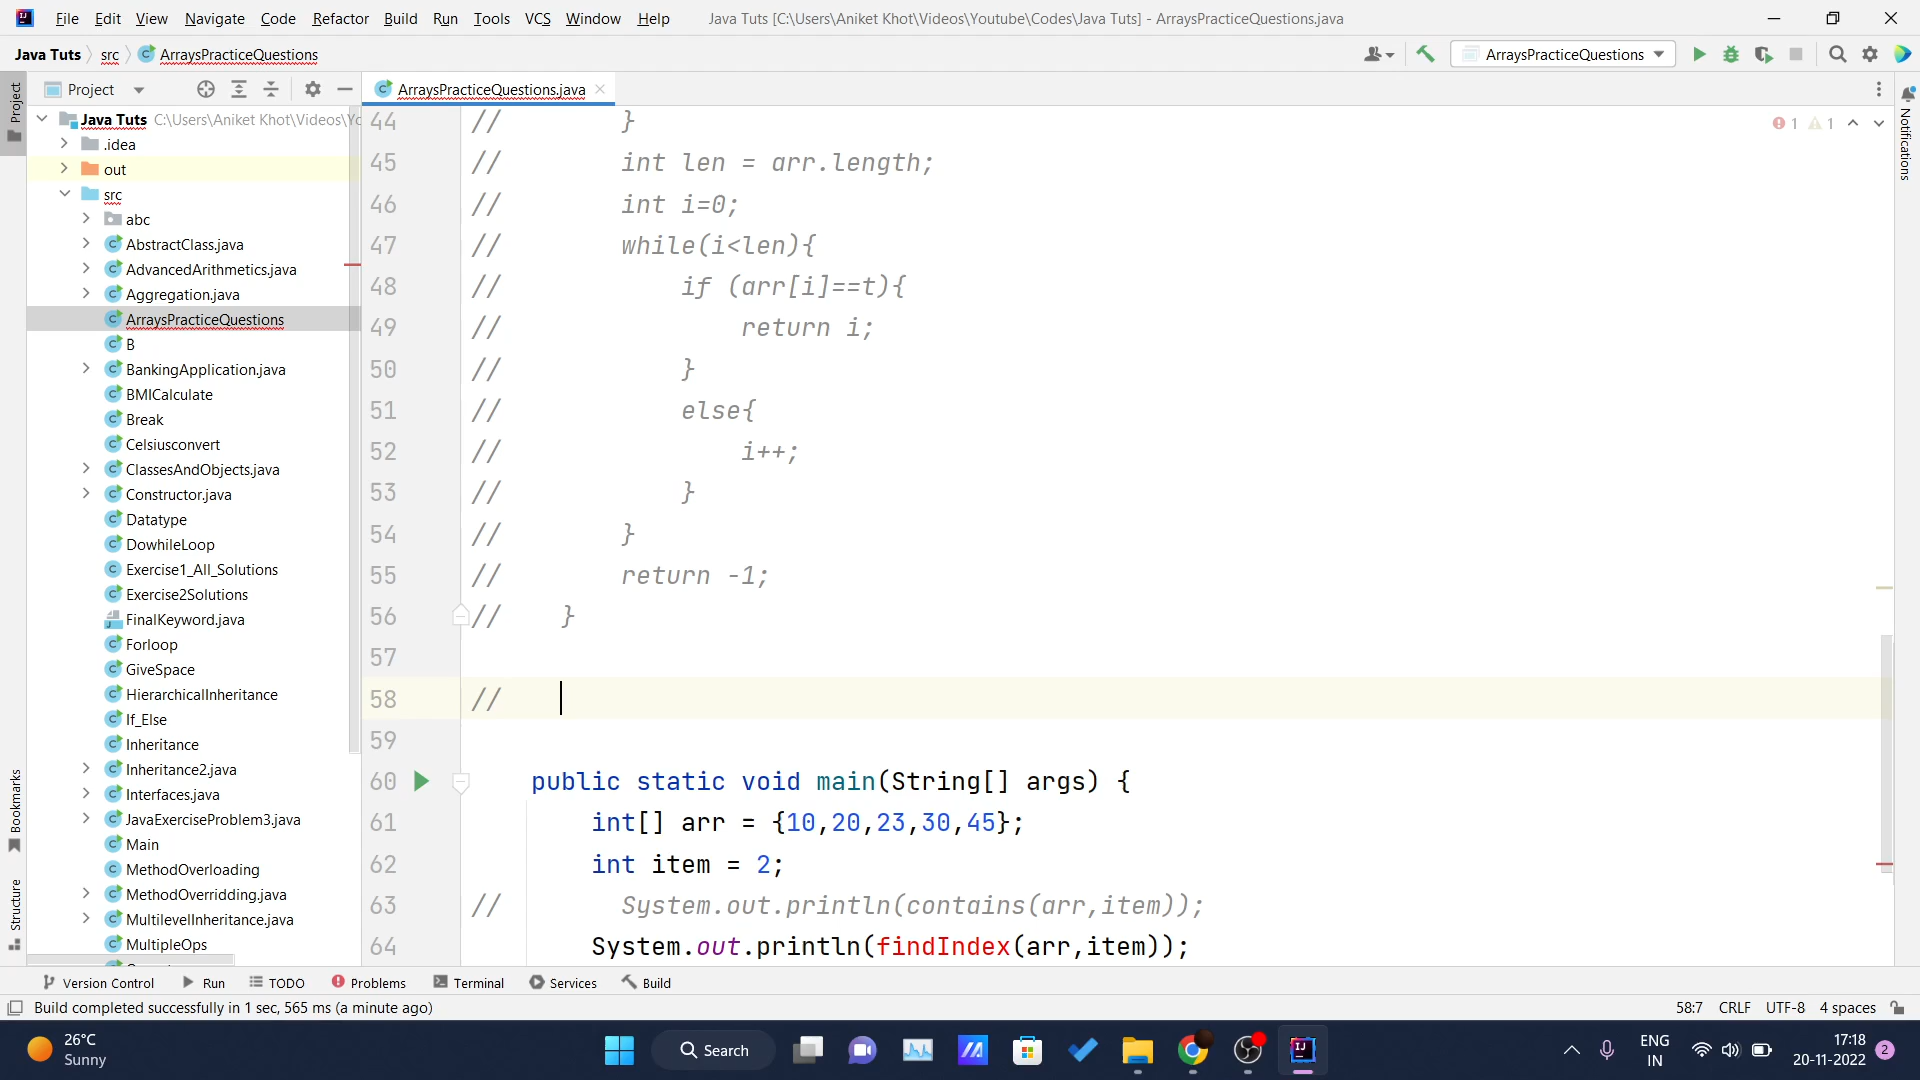 File Edit View Navigate Code Refactor Build Run Tools VCS Window Help Java Tuts [C:\Users\Aniket Khot\Videos\Youtube\Codes\Java Tuts] - ArraysPracticeQuestions.java
Java Tuts src ArraysPracticeQuestions ArraysPracticeQuestions
Project
Project
ArraysPracticeQuestions.java
Notifications
1 1
Java Tuts C:\Users\Aniket Khot\Videos\Yo
.idea
out
src
abc
AbstractClass.java
AdvancedArithmetics.java
Aggregation.java
ArraysPracticeQuestions
B
BankingApplication.java
BMICalculate
Break
Celsiusconvert
ClassesAndObjects.java
Constructor.java
Datatype
DowhileLoop
Exercise1_All_Solutions
Exercise2Solutions
FinalKeyword.java
Forloop
GiveSpace
HierarchicalInheritance
If_Else
Inheritance
Inheritance2.java
Interfaces.java
JavaExerciseProblem3.java
Main
MethodOverloading
MethodOverridding.java
MultilevelInheritance.java
MultipleOps
Bookmarks
Structure
44 // }
45 // int len = arr.length;
46 // int i=0;
47 // while(i<len){
48 // if (arr[i]==t){
49 // return i;
50 // }
51 // else{
52 // i++;
53 // }
54 // }
55 // return -1;
56 // }
57
58 //
59
60 public static void main(String[] args) {
61 int[] arr = {10,20,23,30,45};
62 int item = 2;
63 // System.out.println(contains(arr,item));
64 System.out.println(findIndex(arr,item));
Version Control Run TODO Problems Terminal Services Build
Build completed successfully in 1 sec, 565 ms (a minute ago) 58:7 CRLF UTF-8 4 spaces
26°C
Sunny
Search
ENG
IN
17:18
20-11-2022
2